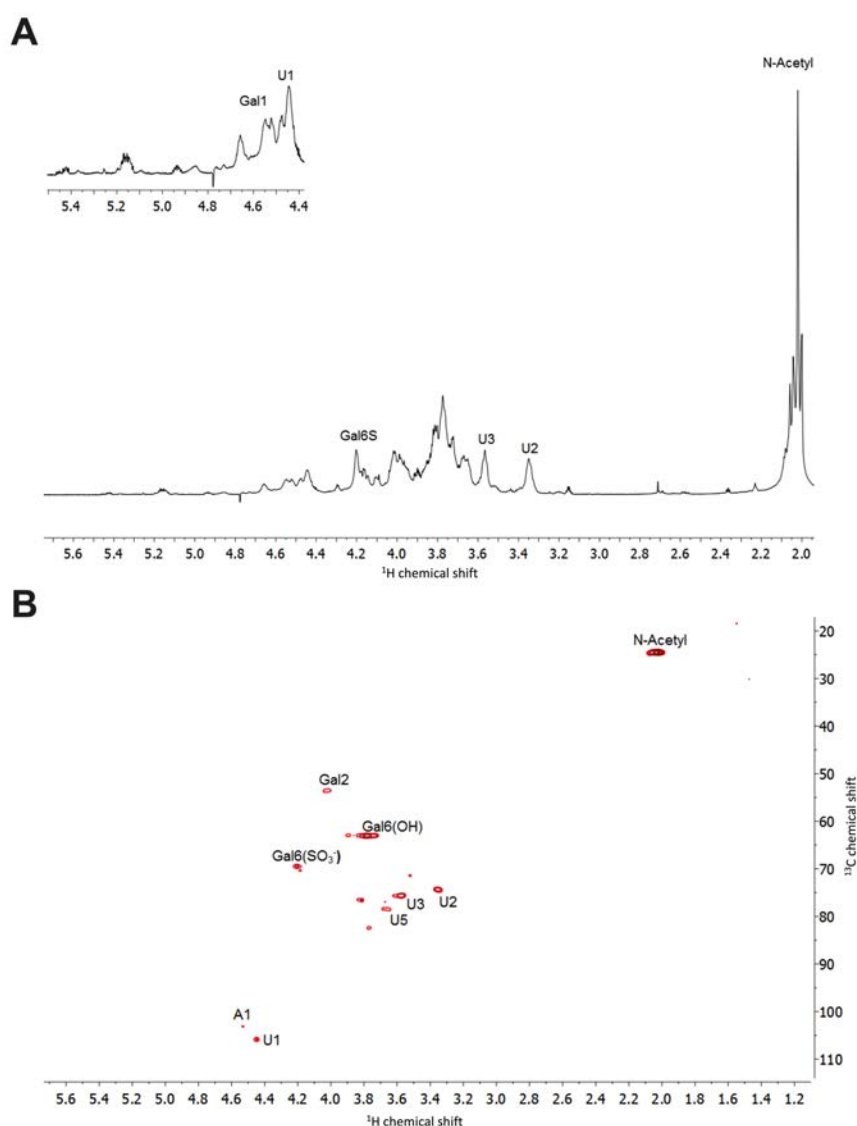 A
N-Acetyl
U1
Gal1
5.4 5.2 5.0 4.8 4.6 4.4
Gal6S
U3
U2
5.6 5.4 5.2 5.0 4.8 4.6 4.4 4.2 4.0 3.8 3.6 3.4 3.2 3.0 2.8 2.6 2.4 2.2 2.0
¹H chemical shift
B
N-Acetyl
Gal2
Gal6(OH)
Gal6(SO₃⁻)
U3
U2
U5
A1
U1
20
30
40
50
60
70
80
90
100
110
¹³C chemical shift
5.6 5.4 5.2 5.0 4.8 4.6 4.4 4.2 4.0 3.8 3.6 3.4 3.2 3.0 2.8 2.6 2.4 2.2 2.0 1.8 1.6 1.4 1.2
¹H chemical shift